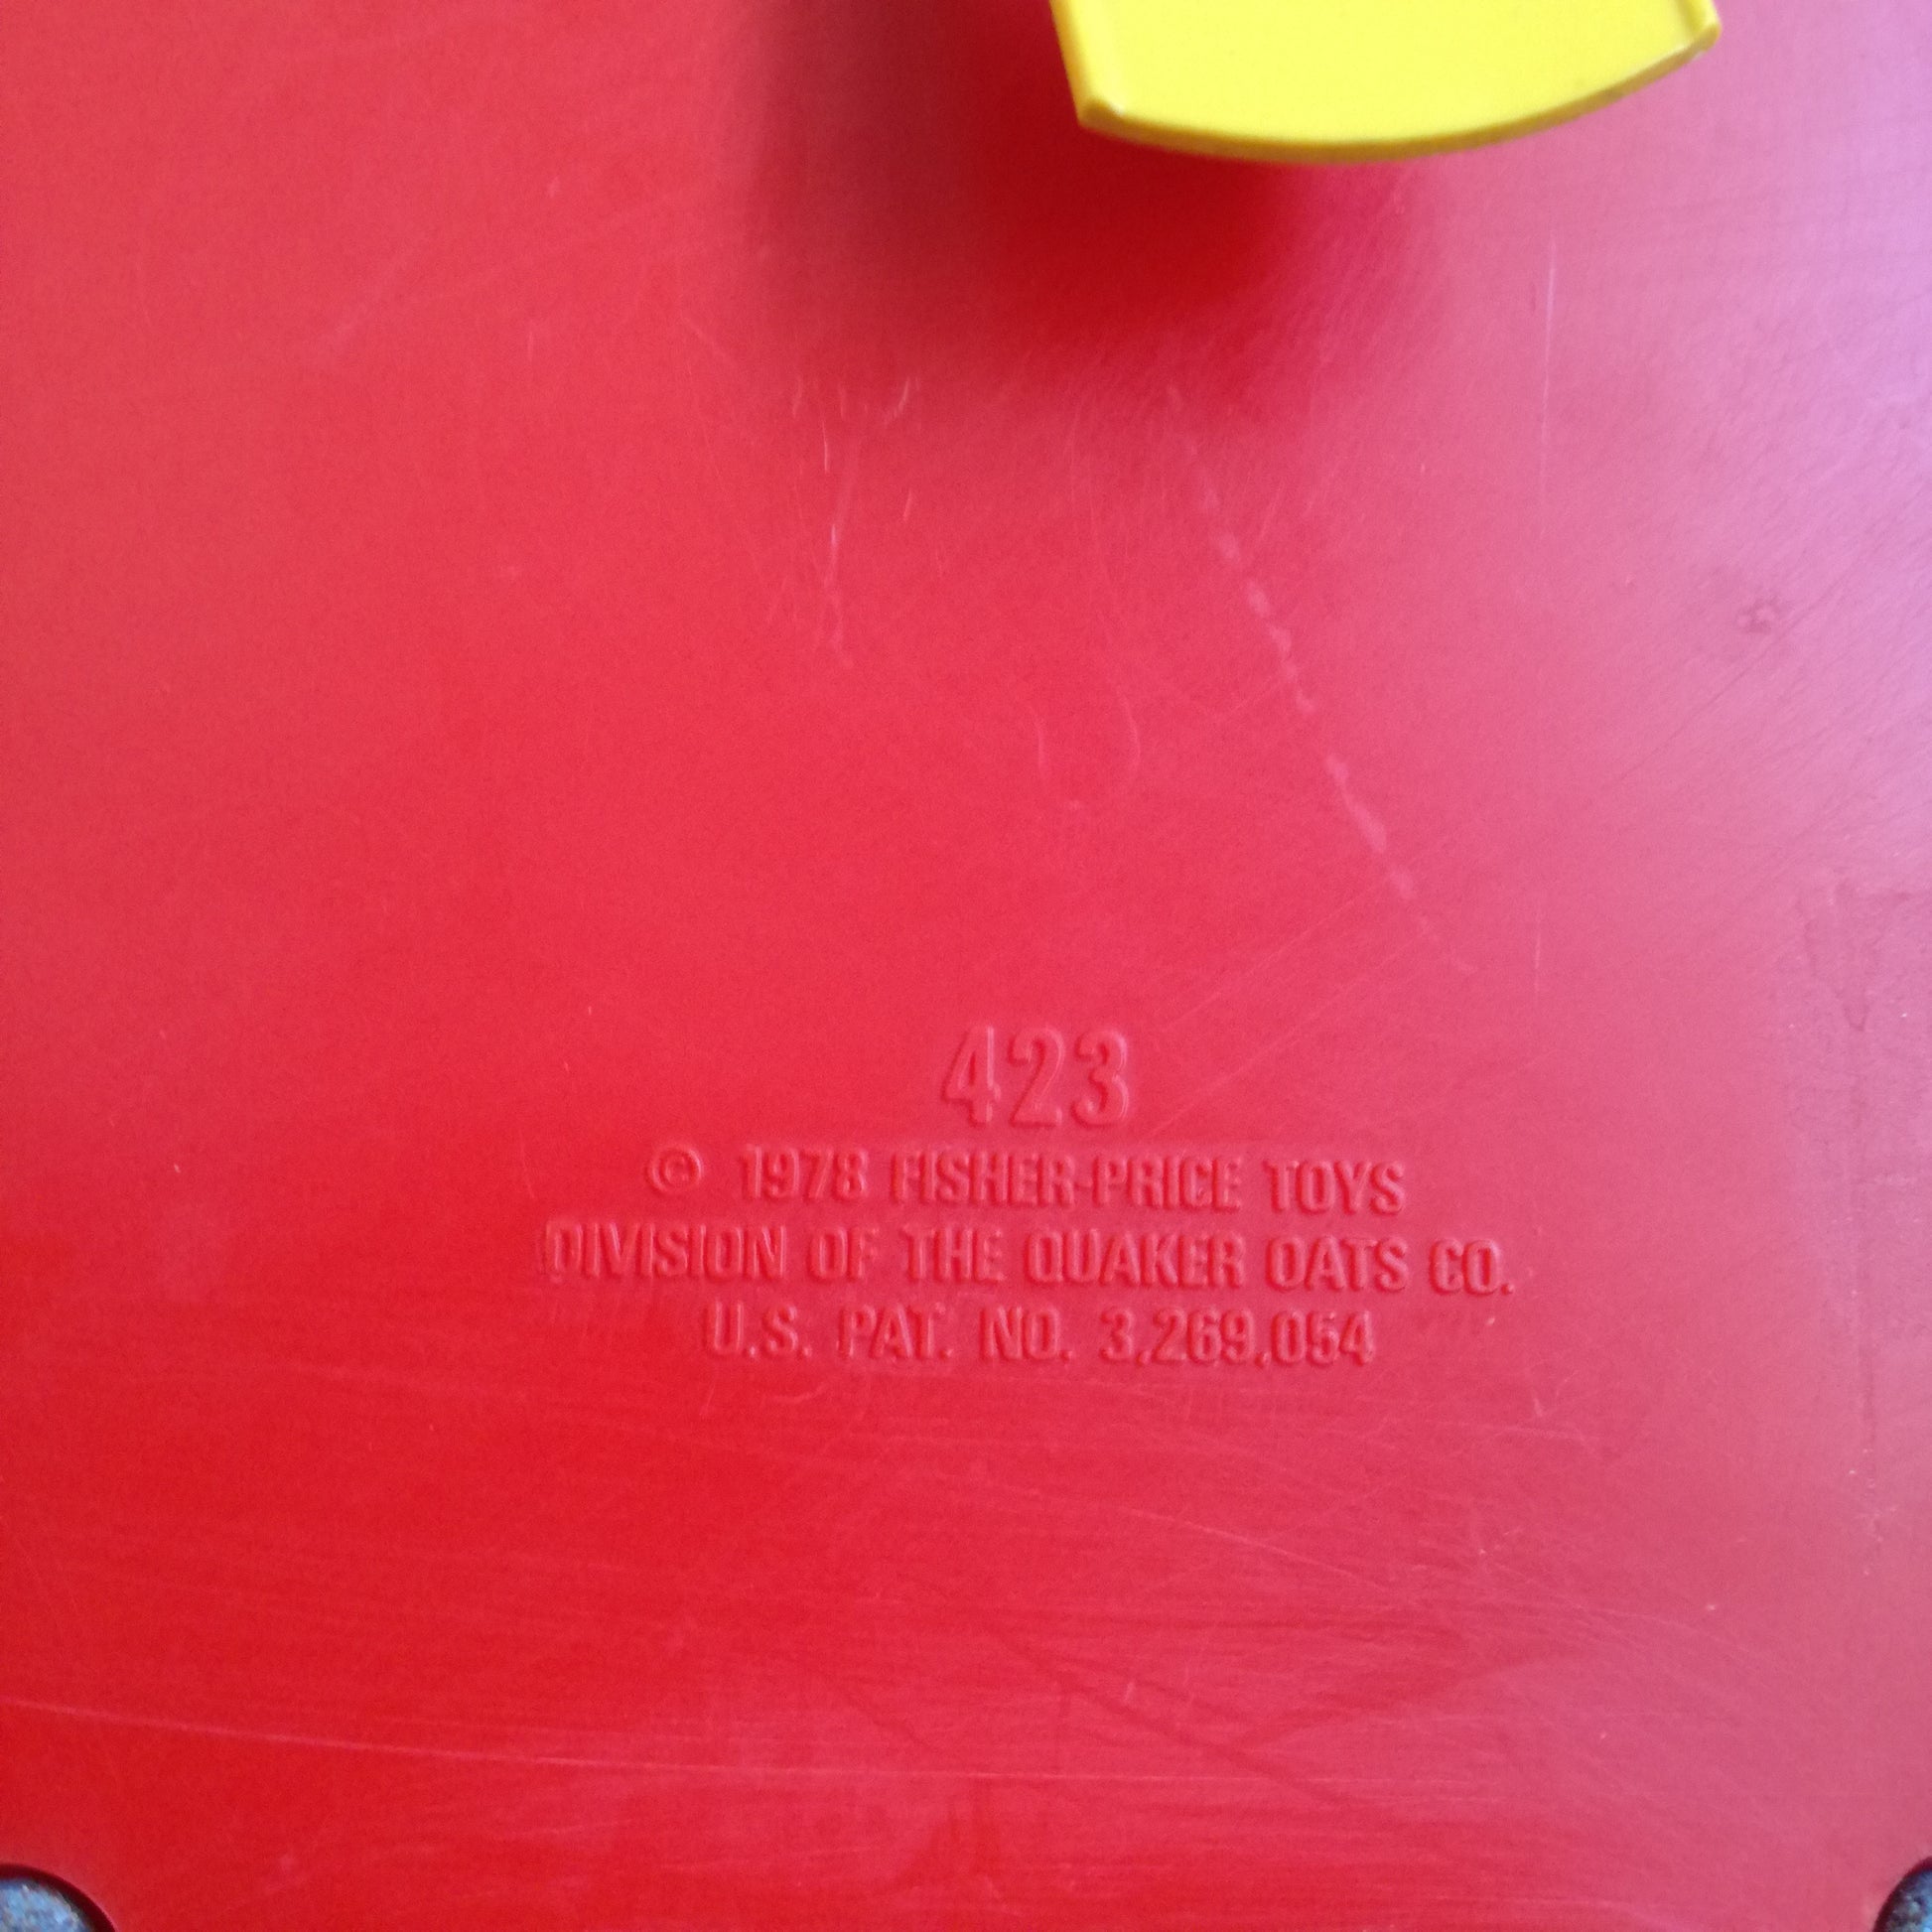 423
© 1978 FISHER-PRICE TOYS
DIVISION OF THE QUAKER OATS CO.
U.S. PAT. NO. 3,269,054